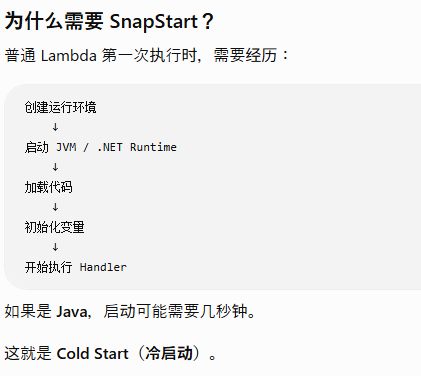 为什么需要 SnapStart？
普通 Lambda 第一次执行时，需要经历：
创建运行环境
↓
启动 JVM / .NET Runtime
↓
加载代码
↓
初始化变量
↓
开始执行 Handler
如果是 Java，启动可能需要几秒钟。
这就是 Cold Start（冷启动）。